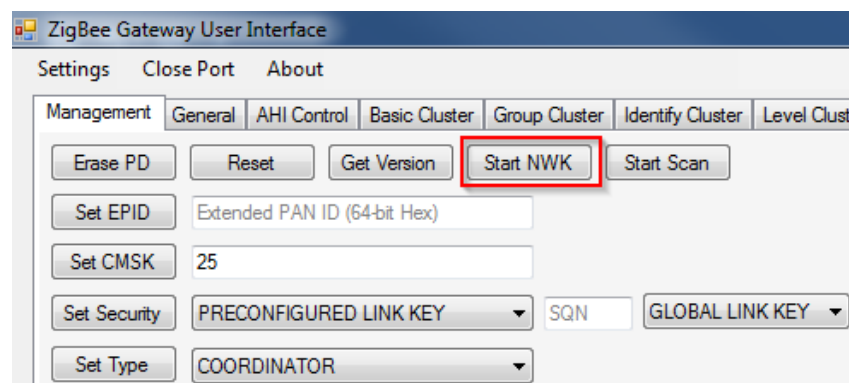 ZigBee Gateway User Interface
Settings Close Port About
Management General AHI Control Basic Cluster Group Cluster Identify Cluster Level Clust
Erase PD Reset Get Version Start NWK Start Scan
Set EPID Extended PAN ID (64-bit Hex)
Set CMSK 25
Set Security PRECONFIGURED LINK KEY SQN GLOBAL LINK KEY
Set Type COORDINATOR